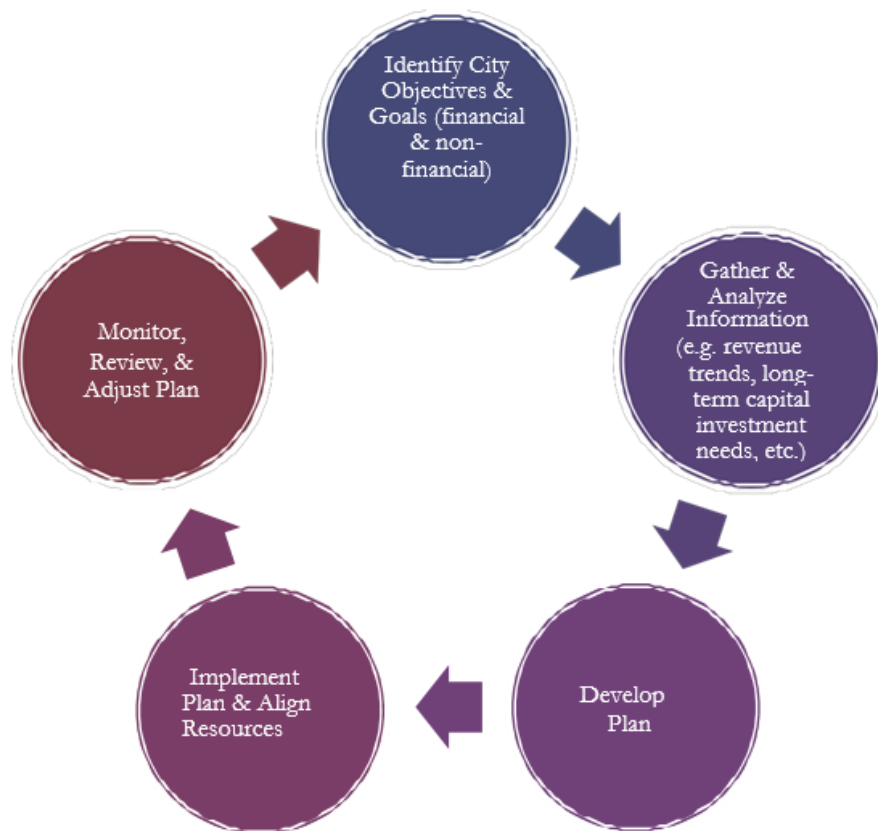 Identify City
Objectives &
Goals (financial
& non-
financial)
Gather &
Analyze
Information
(e.g. revenue
trends, long-
term capital
investment
needs, etc.)
Develop
Plan
Implement
Plan & Align
Resources
Monitor,
Review, &
Adjust Plan